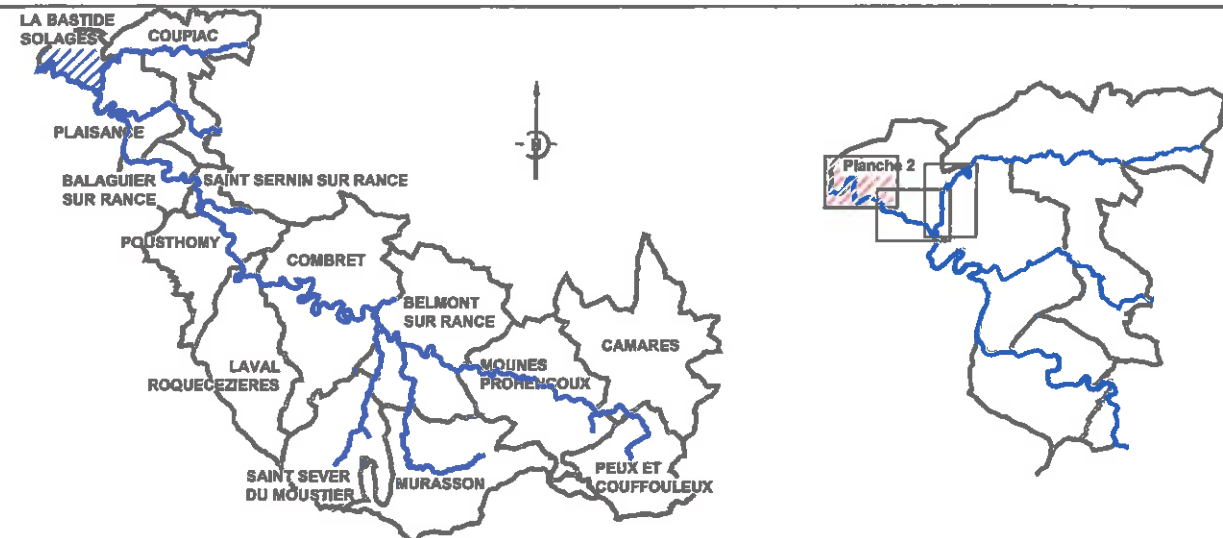 LA BASTIDE
SOLAGES
COUPIAC
PLAISANCE
BALAGUIER
SUR RANCE
SAINT SERNIN SUR RANCE
POUSTHOMY
COMBRET
BELMONT
SUR RANCE
CAMARES
LAVAL
ROQUECEZIERES
MOUNES
PROHENCOUX
SAINT SEVER
DU MOUSTIER
MURASSON
PEUX ET
COUFFOULEUX
N
Planche 2